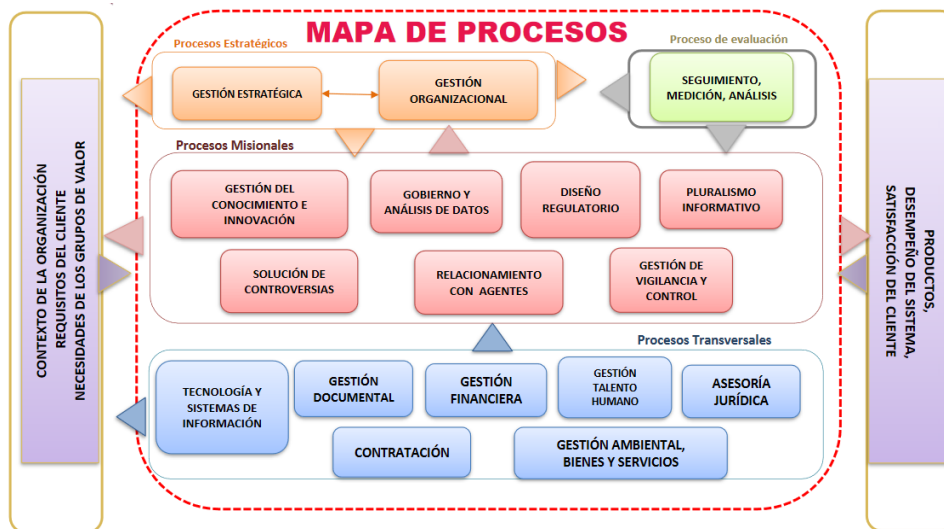 MAPA DE PROCESOS
Procesos Estratégicos
Proceso de evaluación
GESTIÓN ESTRATÉGICA
GESTIÓN
ORGANIZACIONAL
SEGUIMIENTO,
MEDICIÓN, ANÁLISIS
Procesos Misionales
GESTIÓN DEL
CONOCIMIENTO E
INNOVACIÓN
GOBIERNO Y
ANÁLISIS DE DATOS
DISEÑO
REGULATORIO
PLURALISMO
INFORMATIVO
SOLUCIÓN DE
CONTROVERSIAS
RELACIONAMIENTO
CON AGENTES
GESTIÓN DE
VIGILANCIA Y
CONTROL
Procesos Transversales
TECNOLOGÍA Y
SISTEMAS DE
INFORMACIÓN
GESTIÓN
DOCUMENTAL
GESTIÓN
FINANCIERA
GESTIÓN
TALENTO
HUMANO
ASESORÍA
JURÍDICA
CONTRATACIÓN
GESTIÓN AMBIENTAL,
BIENES Y SERVICIOS
CONTEXTO DE LA ORGANIZACIÓN
REQUISITOS DEL CLIENTE
NECESIDADES DE LOS GRUPOS DE VALOR
PRODUCTOS,
DESEMPEÑO DEL SISTEMA,
SATISFACCIÓN DEL CLIENTE